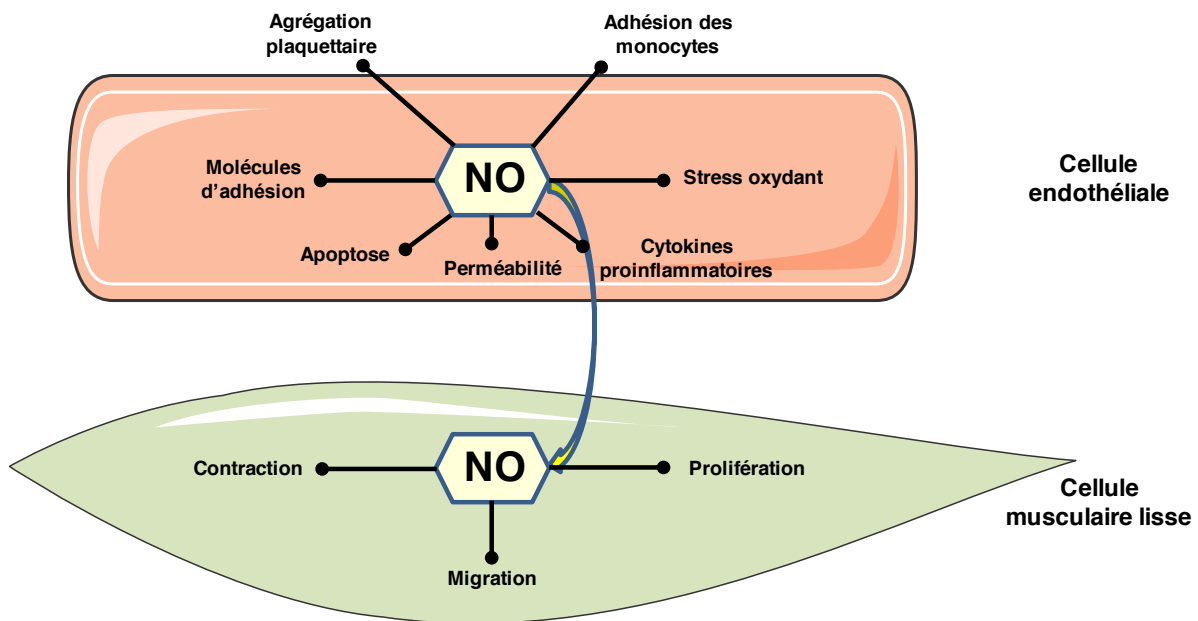 Agrégation
plaquettaire
Adhésion des
monocytes
Molécules
d'adhésion
NO
Stress oxydant
Cellule
endothéliale
Apoptose
Perméabilité
Cytokines
proinflammatoires
Contraction
NO
Prolifération
Cellule
musculaire lisse
Migration